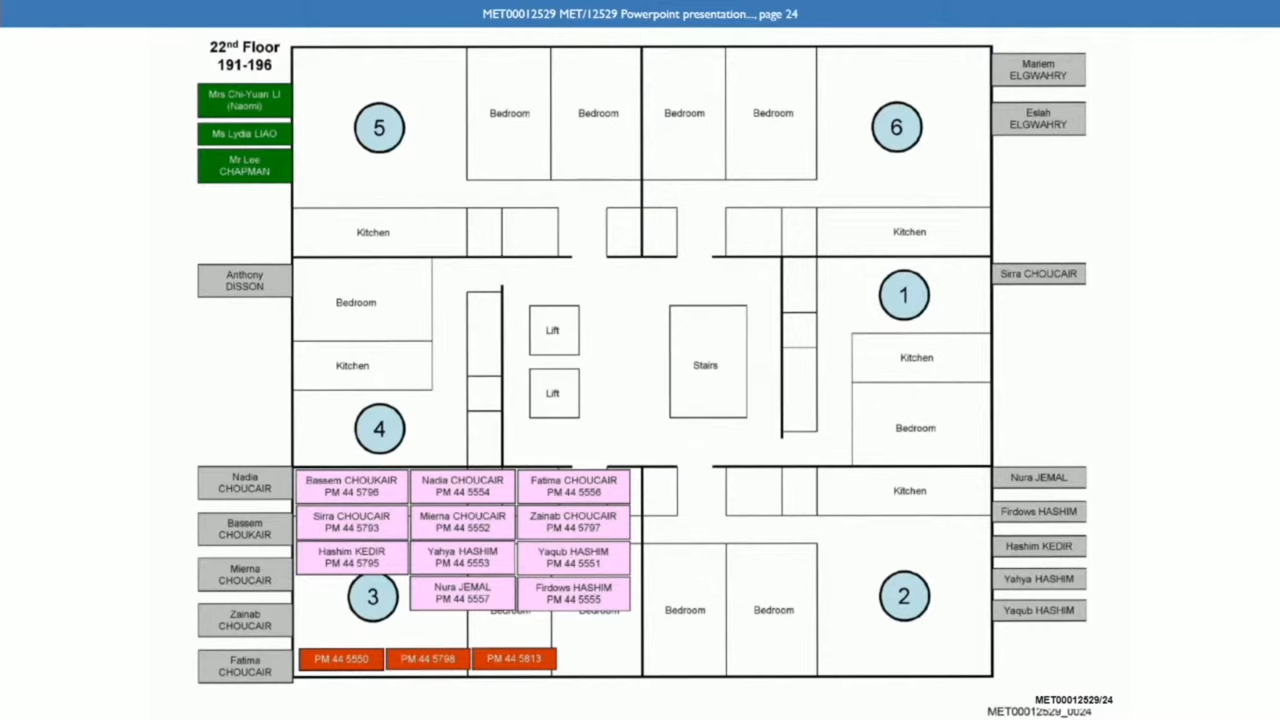 MET00012529 MET/12529 Powerpoint presentation..., page 24
22nd Floor
191-196
Mrs Chi-Yuan LI
(Naomi)
Ms Lydia LIAO
Mr Lee
CHAPMAN
Anthony
DISSON
Nadia
CHOUCAIR
Bassem
CHOUKAIR
Mierna
CHOUCAIR
Zainab
CHOUCAIR
Fatima
CHOUCAIR
5
Bedroom
Bedroom
Bedroom
Bedroom
6
Kitchen
Kitchen
Bedroom
Kitchen
4
Lift
Lift
Stairs
1
Kitchen
Bedroom
Bassem CHOUKAIR
PM 44 5796
Nadia CHOUCAIR
PM 44 5554
Fatima CHOUCAIR
PM 44 5556
Sirra CHOUCAIR
PM 44 5793
Mierna CHOUCAIR
PM 44 5552
Zainab CHOUCAIR
PM 44 5797
Hashim KEDIR
PM 44 5795
Yahya HASHIM
PM 44 5553
Yaqub HASHIM
PM 44 5551
Nura JEMAL
PM 44 5557
Firdows HASHIM
PM 44 5555
3
Bedroom
Bedroom
PM 44 5550
PM 44 5798
PM 44 5813
Kitchen
Bedroom
Bedroom
2
Mariem
ELGWAHRY
Eslah
ELGWAHRY
Sirra CHOUCAIR
Nura JEMAL
Firdows HASHIM
Hashim KEDIR
Yahya HASHIM
Yaqub HASHIM
MET00012529/24
MET00012529_0024